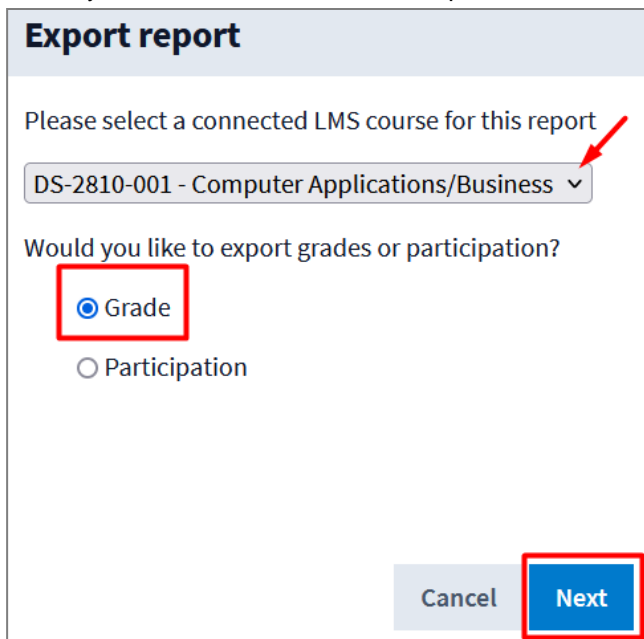 Export report
Please select a connected LMS course for this report
DS-2810-001 - Computer Applications/Business
Would you like to export grades or participation?
Grade
Participation
Cancel Next